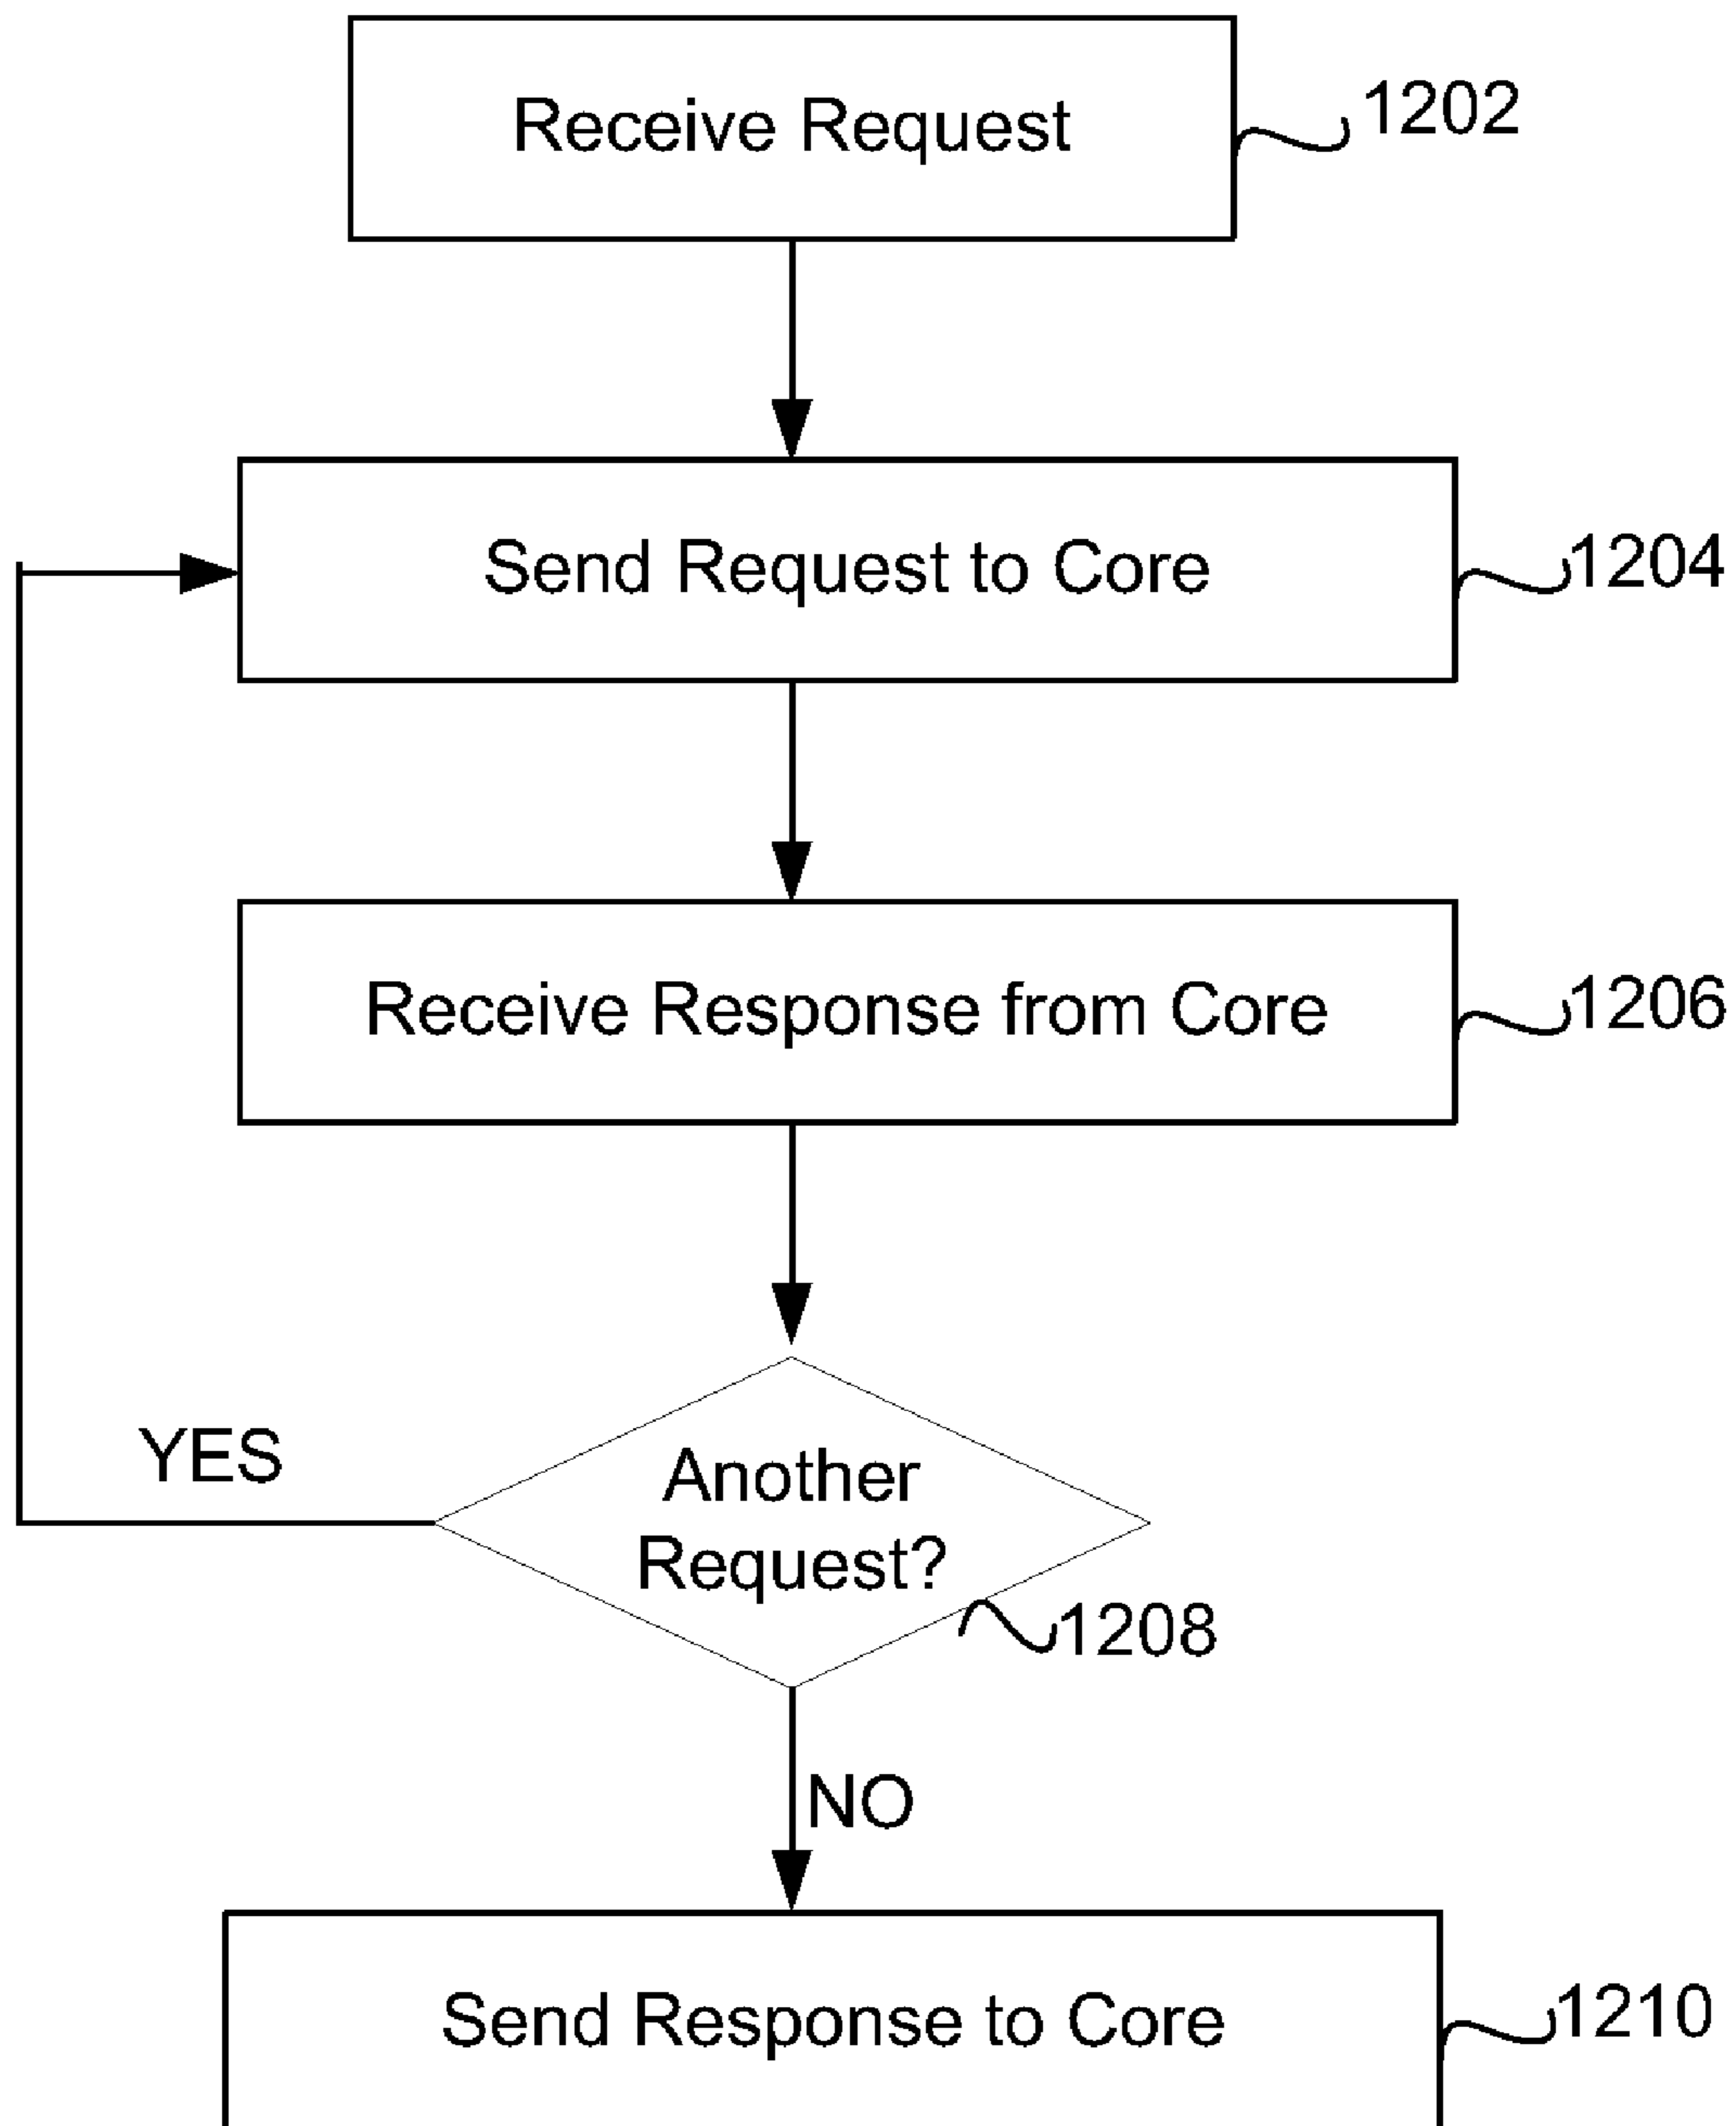 Receive Request
1202
Send Request to Core
1204
Receive Response from Core
1206
YES
Another
Request?
1208
NO
Send Response to Core
1210